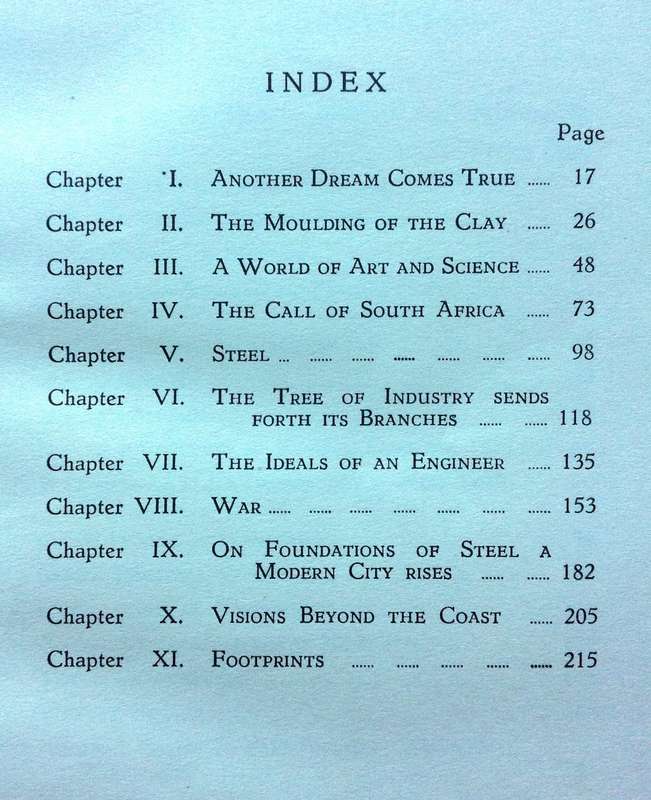 INDEX
Page
Chapter I. ANOTHER DREAM COMES TRUE ...... 17
Chapter II. THE MOULDING OF THE CLAY ...... 26
Chapter III. A WORLD OF ART AND SCIENCE ...... 48
Chapter IV. THE CALL OF SOUTH AFRICA ...... 73
Chapter V. STEEL ... ...... ...... ...... ...... ...... ...... 98
Chapter VI. THE TREE OF INDUSTRY SENDS
FORTH ITS BRANCHES ...... ...... 118
Chapter VII. THE IDEALS OF AN ENGINEER ...... 135
Chapter VIII. WAR ...... ...... ...... ...... ...... ...... ...... 153
Chapter IX. ON FOUNDATIONS OF STEEL A
MODERN CITY RISES ...... ...... 182
Chapter X. VISIONS BEYOND THE COAST ...... 205
Chapter XI. FOOTPRINTS ...... ...... ...... ...... ...... 215